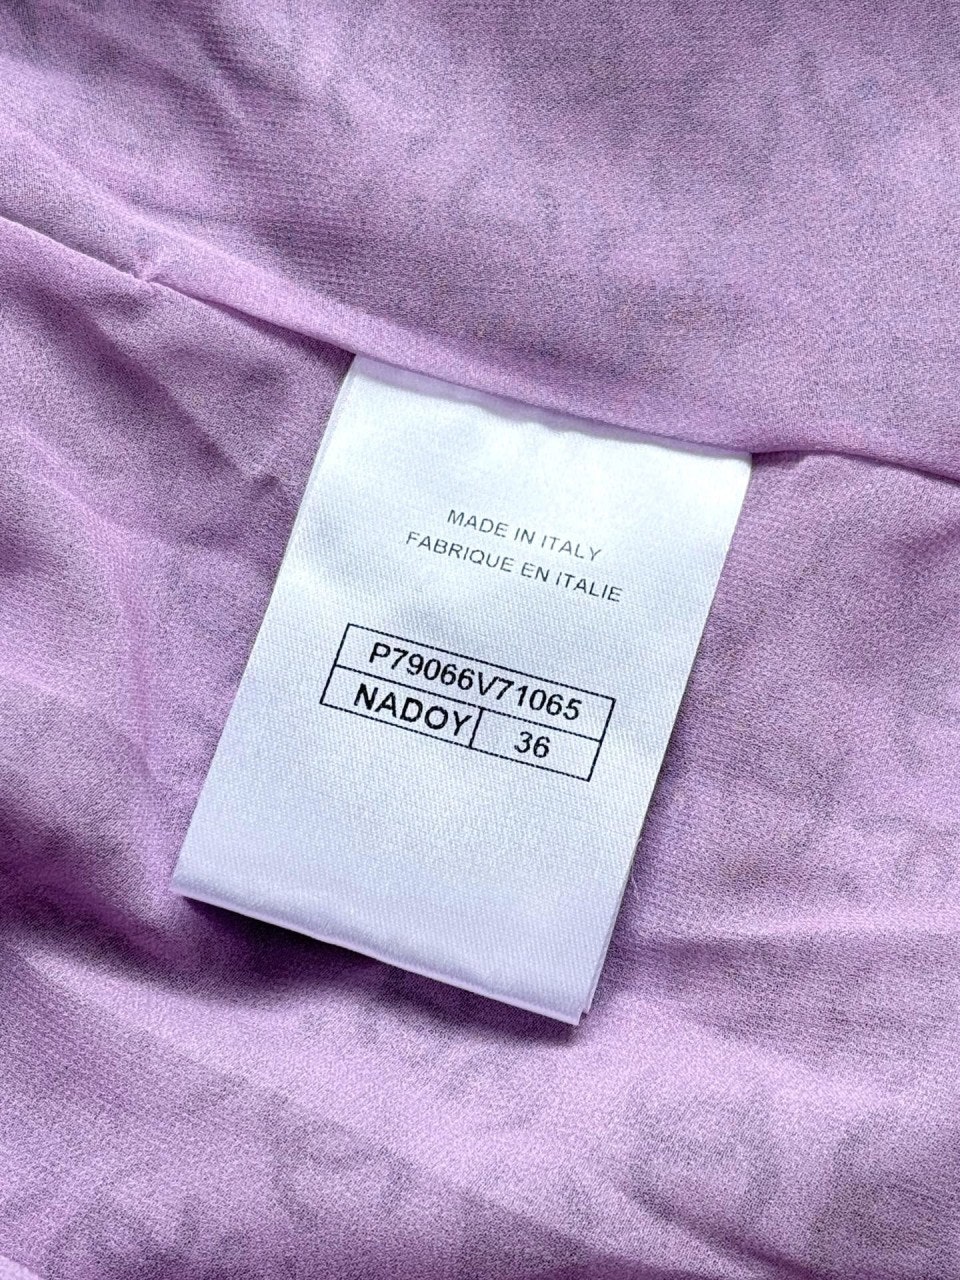 MADE IN ITALY
FABRIQUE EN ITALIE
P79066V71065
NADOY 36